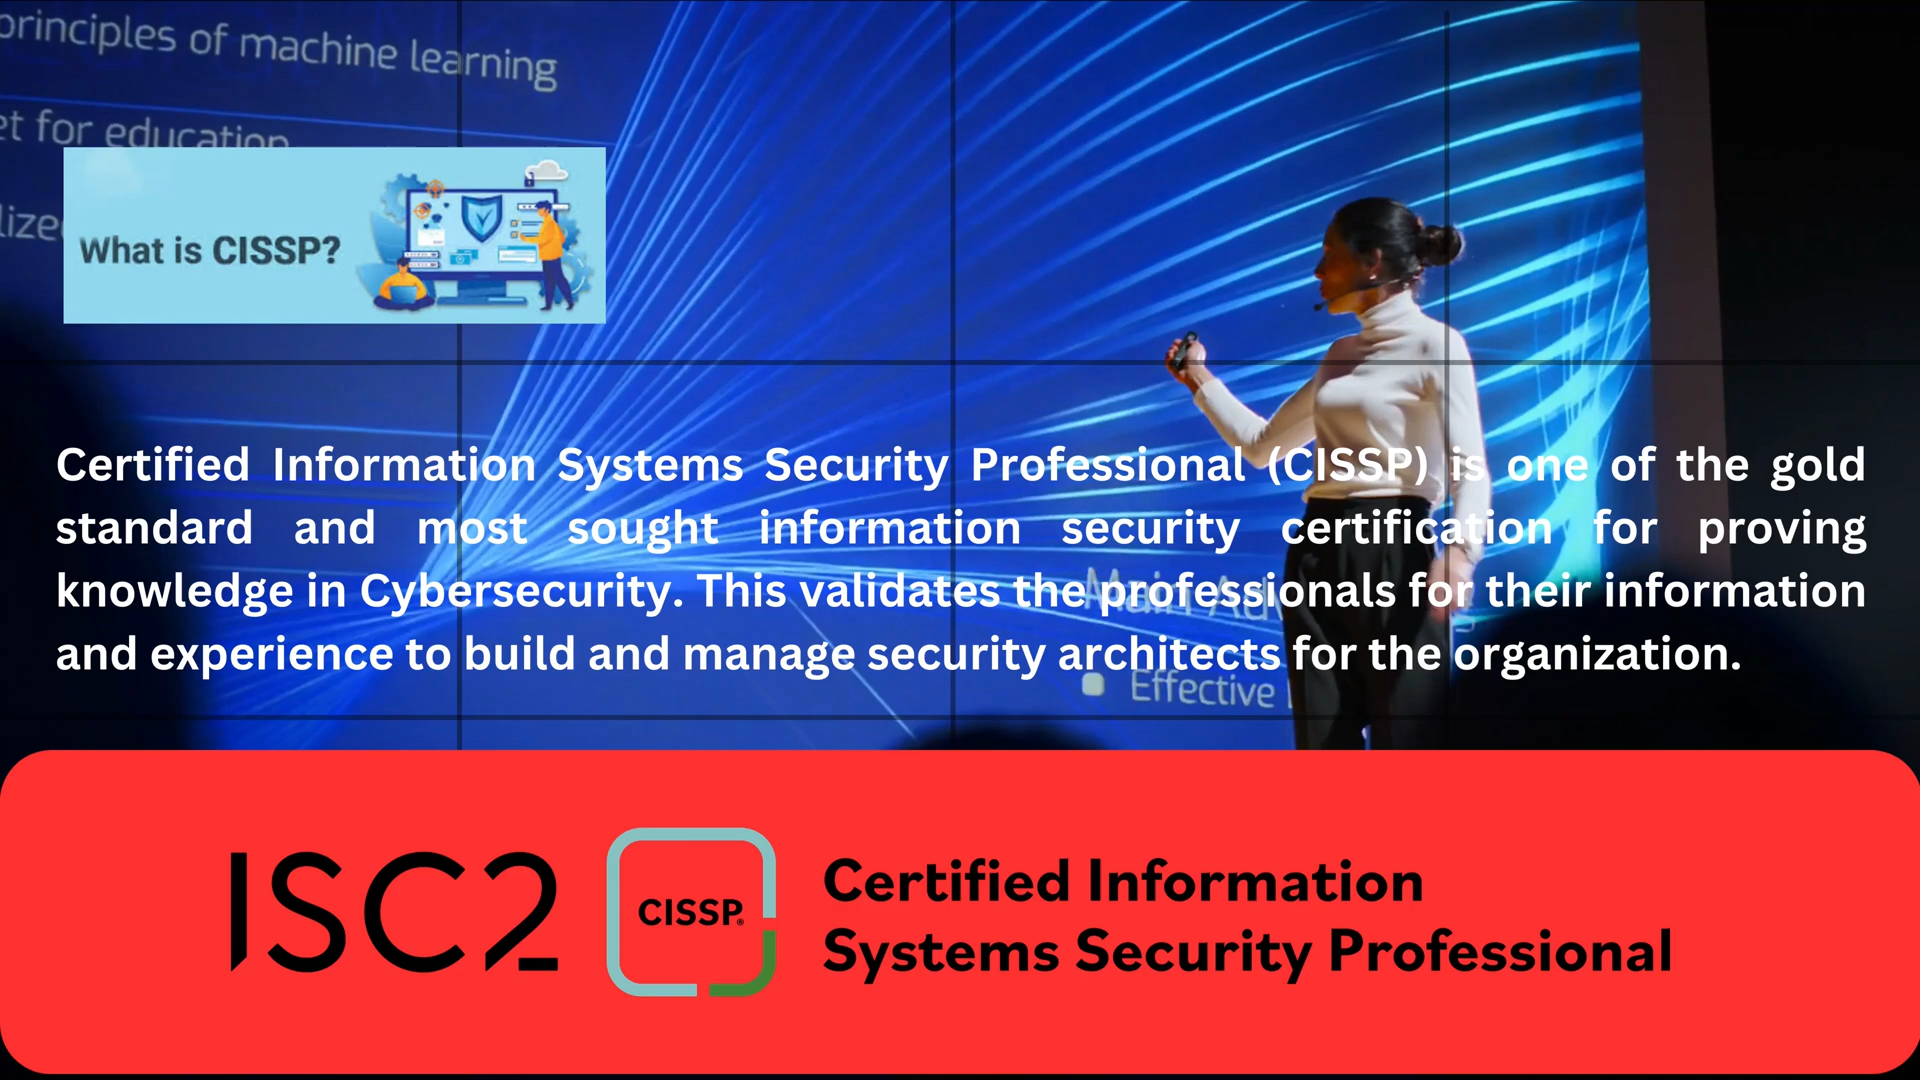 principles of machine learning
et for education
What is CISSP?
Certified Information Systems Security Professional (CISSP) is one of the gold
standard and most sought information security certification for proving
knowledge in Cybersecurity. This validates the professionals for their information
and experience to build and manage security architects for the organization.
Main
Effective
ISC2
CISSP®
Certified Information
Systems Security Professional